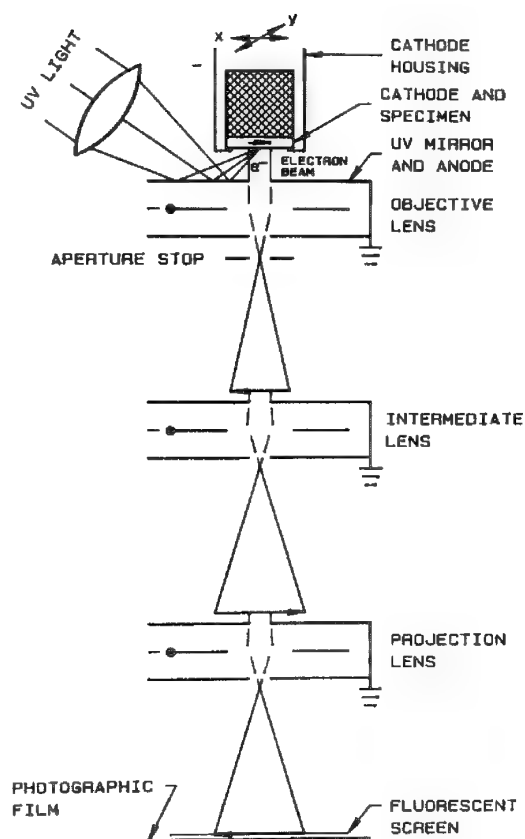 x
y
UV LIGHT
CATHODE
HOUSING
CATHODE AND
SPECIMEN
e⁻
ELECTRON
BEAM
UV MIRROR
AND ANODE
OBJECTIVE
LENS
APERTURE STOP
INTERMEDIATE
LENS
PROJECTION
LENS
PHOTOGRAPHIC
FILM
FLUORESCENT
SCREEN